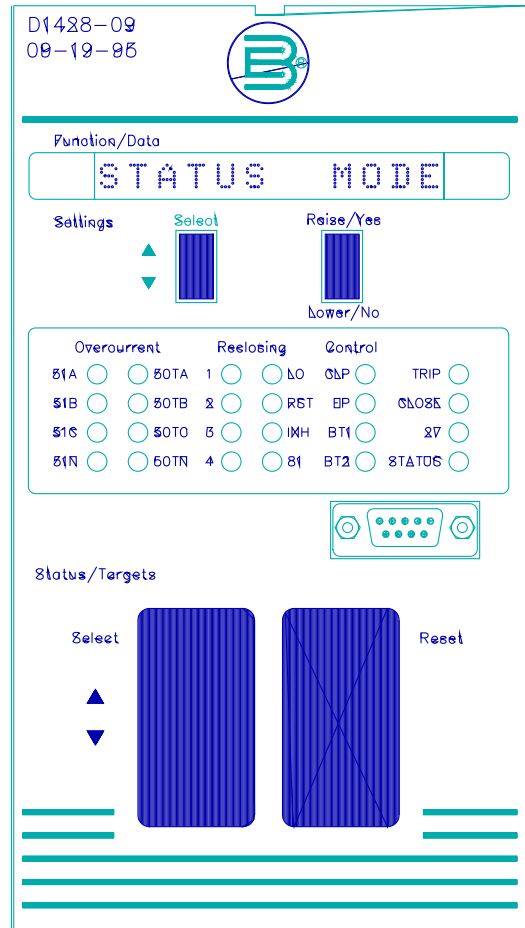 D1428-09
09-19-95
®
Function/Data
STATUS MODE
Settings Select Raise/Yes
Lower/No
Overcurrent Reclosing Control
51A 50TA 1 LO CLP TRIP
51B 50TB 2 RST EIP CLOSE
51C 50TC 3 INH BT1 27
51N 50TN 4 81 BT2 STATUS
Status/Targets
Select Reset